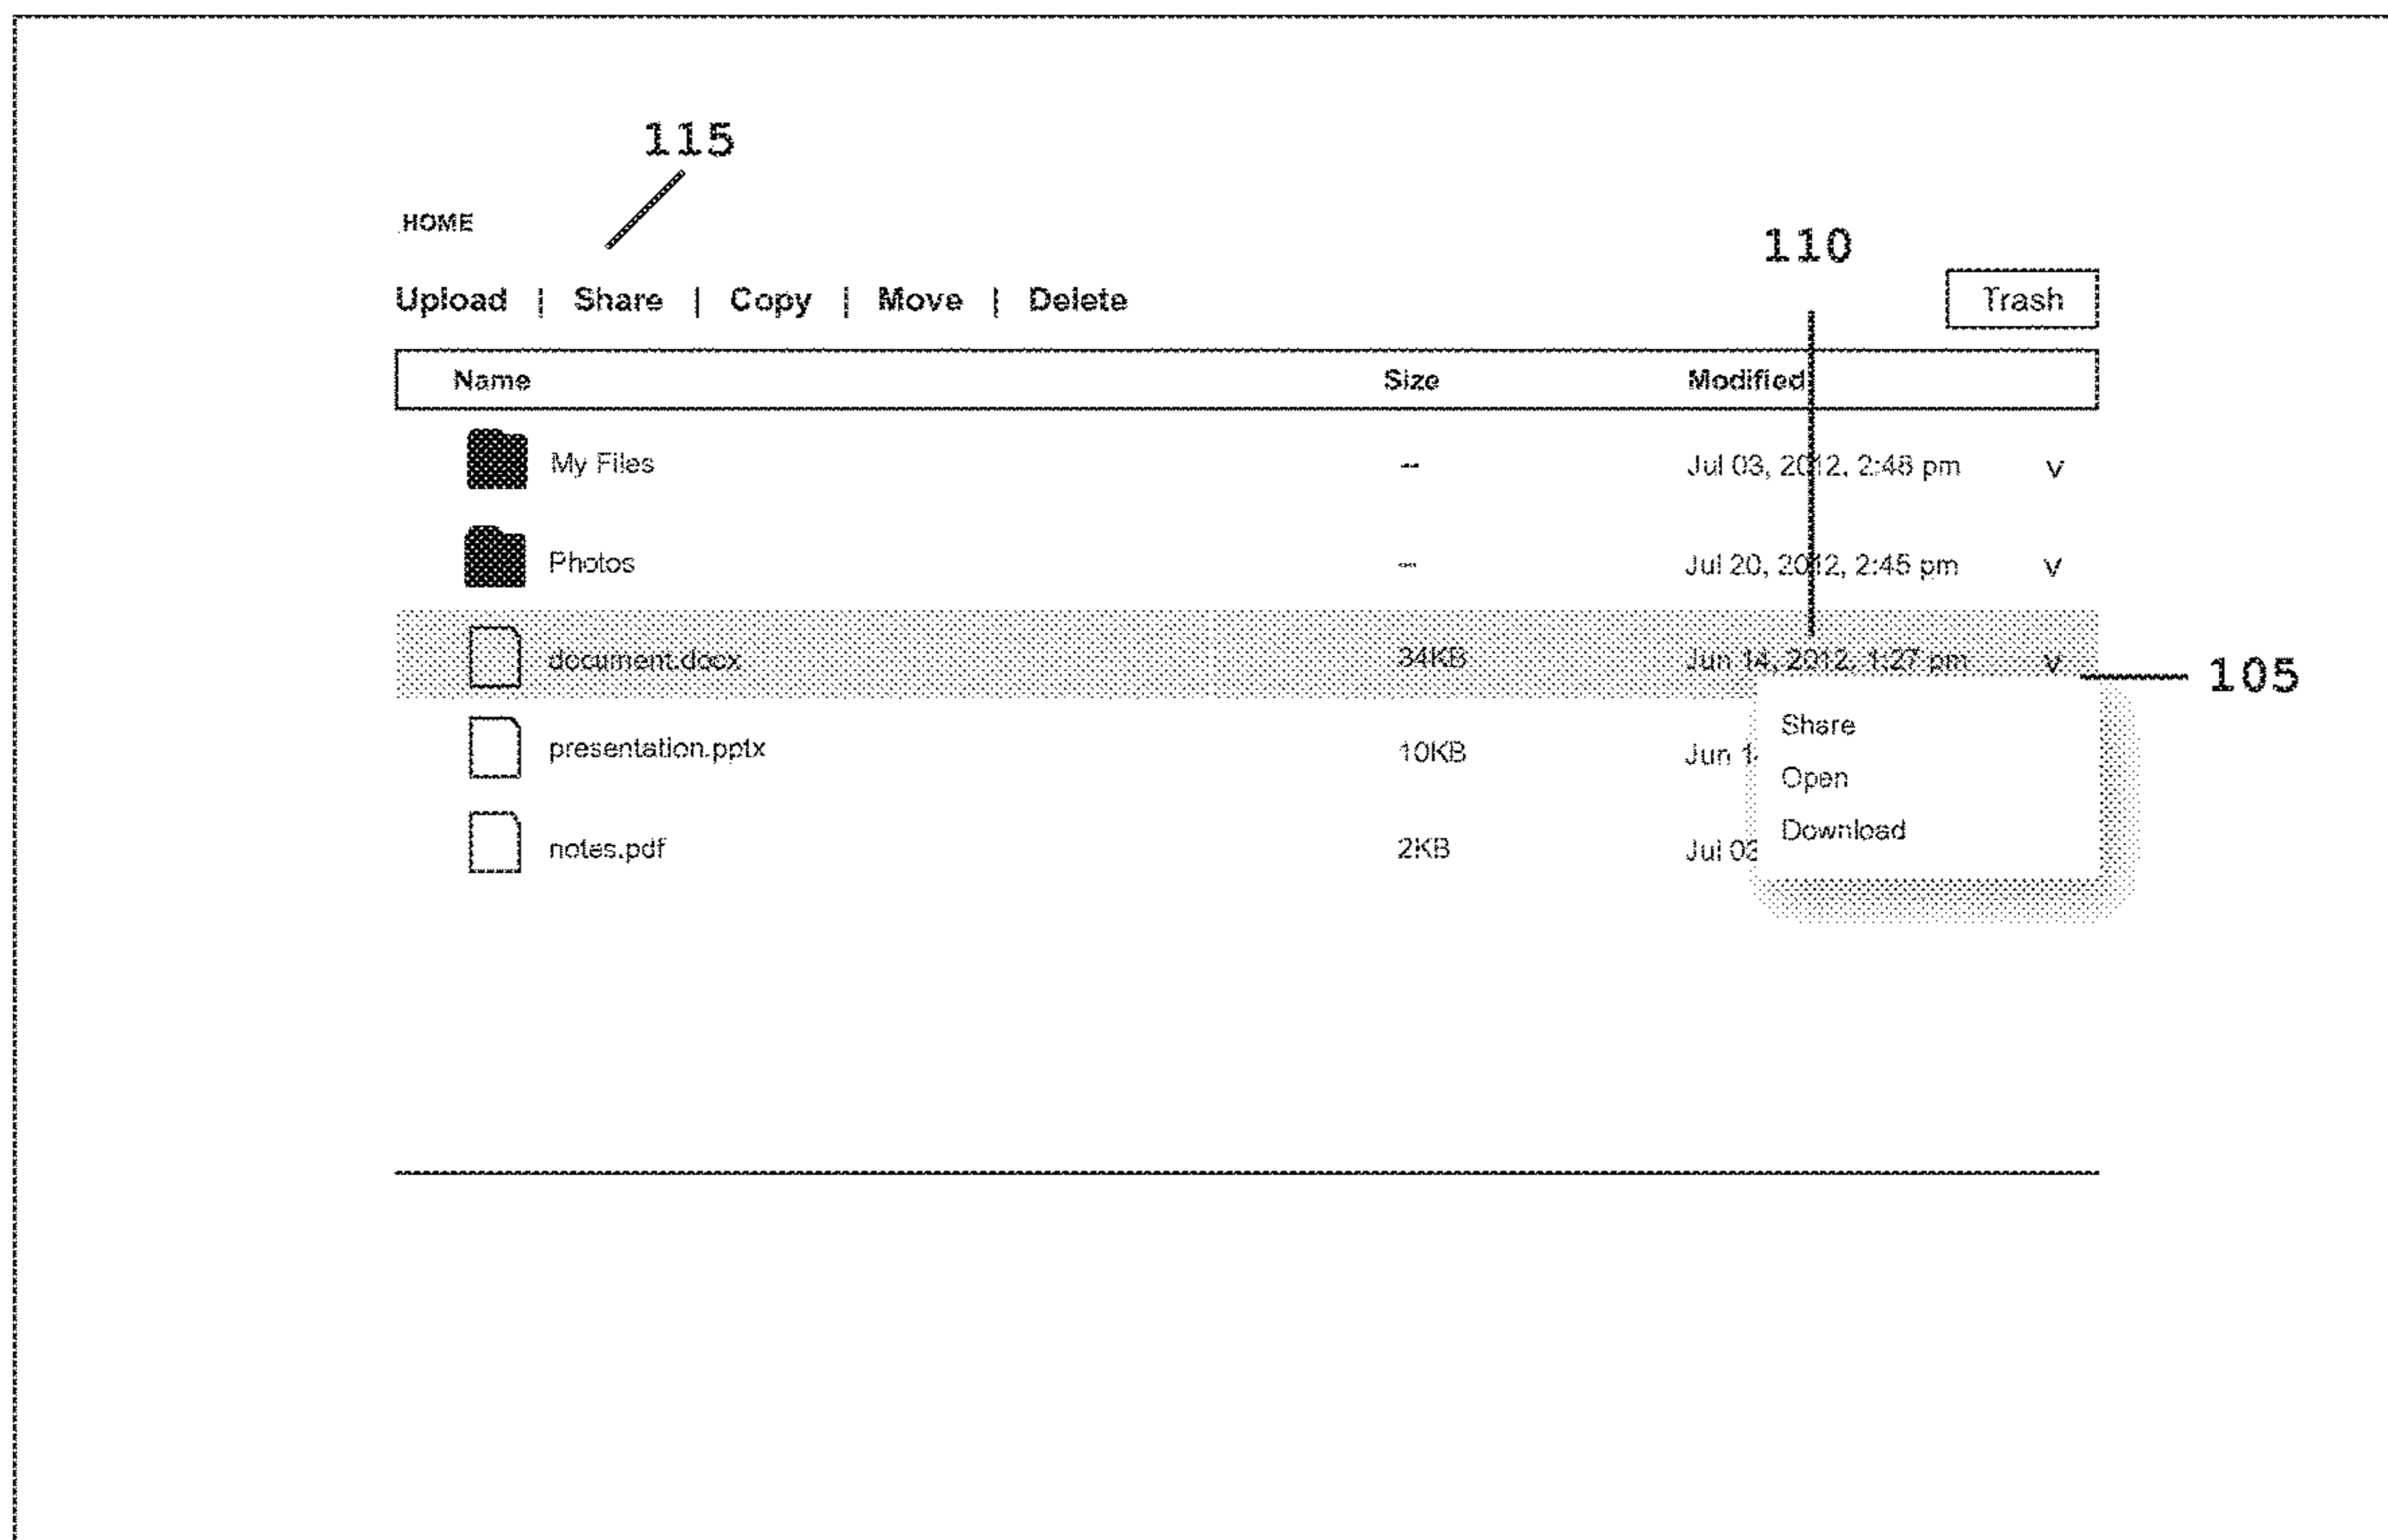 115
HOME
110
Upload | Share | Copy | Move | Delete Trash
Name Size Modified
My Files -- Jul 03, 2012, 2:48 pm v
Photos -- Jul 20, 2012, 2:45 pm v
document.docx 34KB Jun 14, 2012, 1:27 pm v
105
Share
presentation.pptx 10KB Jun
Open
Download
notes.pdf 2KB Jul